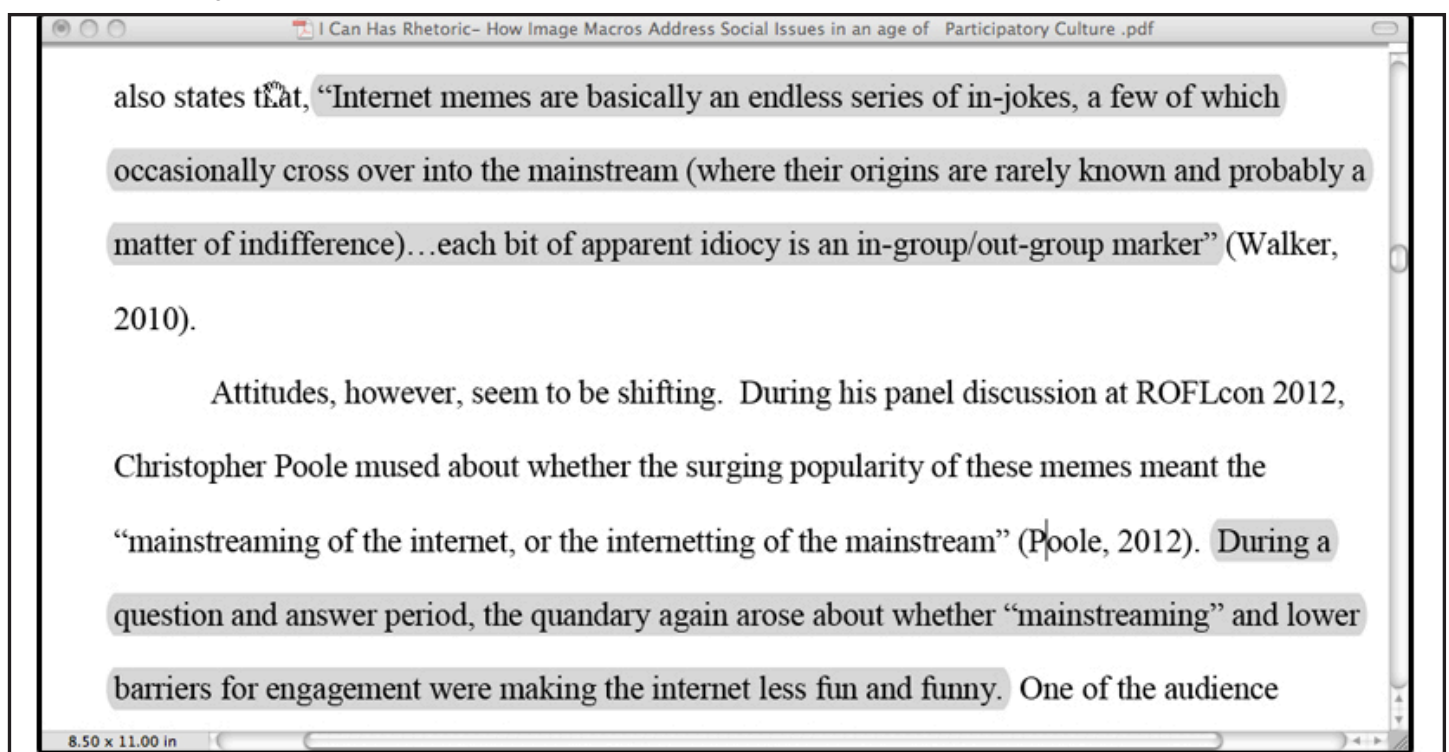 I Can Has Rhetoric– How Image Macros Address Social Issues in an age of Participatory Culture .pdf
also states that, “Internet memes are basically an endless series of in-jokes, a few of which
occasionally cross over into the mainstream (where their origins are rarely known and probably a
matter of indifference)…each bit of apparent idiocy is an in-group/out-group marker” (Walker,
2010).
Attitudes, however, seem to be shifting. During his panel discussion at ROFLcon 2012,
Christopher Poole mused about whether the surging popularity of these memes meant the
“mainstreaming of the internet, or the internetting of the mainstream” (Poole, 2012). During a
question and answer period, the quandary again arose about whether “mainstreaming” and lower
barriers for engagement were making the internet less fun and funny. One of the audience
8.50 x 11.00 in